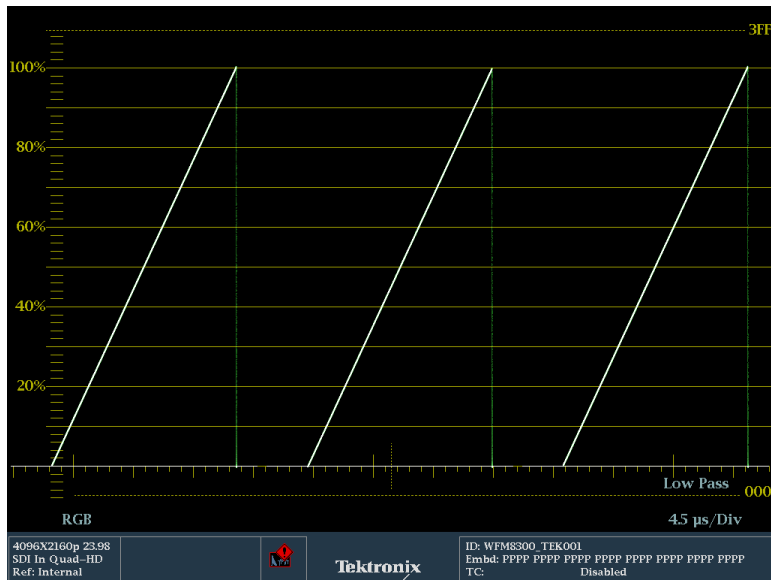 3FF
100%
80%
60%
40%
20%
Low Pass
000
RGB
4.5 µs/Div
4096X2160p 23.98
SDI In Quad-HD
Ref: Internal
Tektronix
ID: WFM8300_TEK001
Embd: PPPP PPPP PPPP PPPP PPPP PPPP PPPP PPPP
TC: Disabled